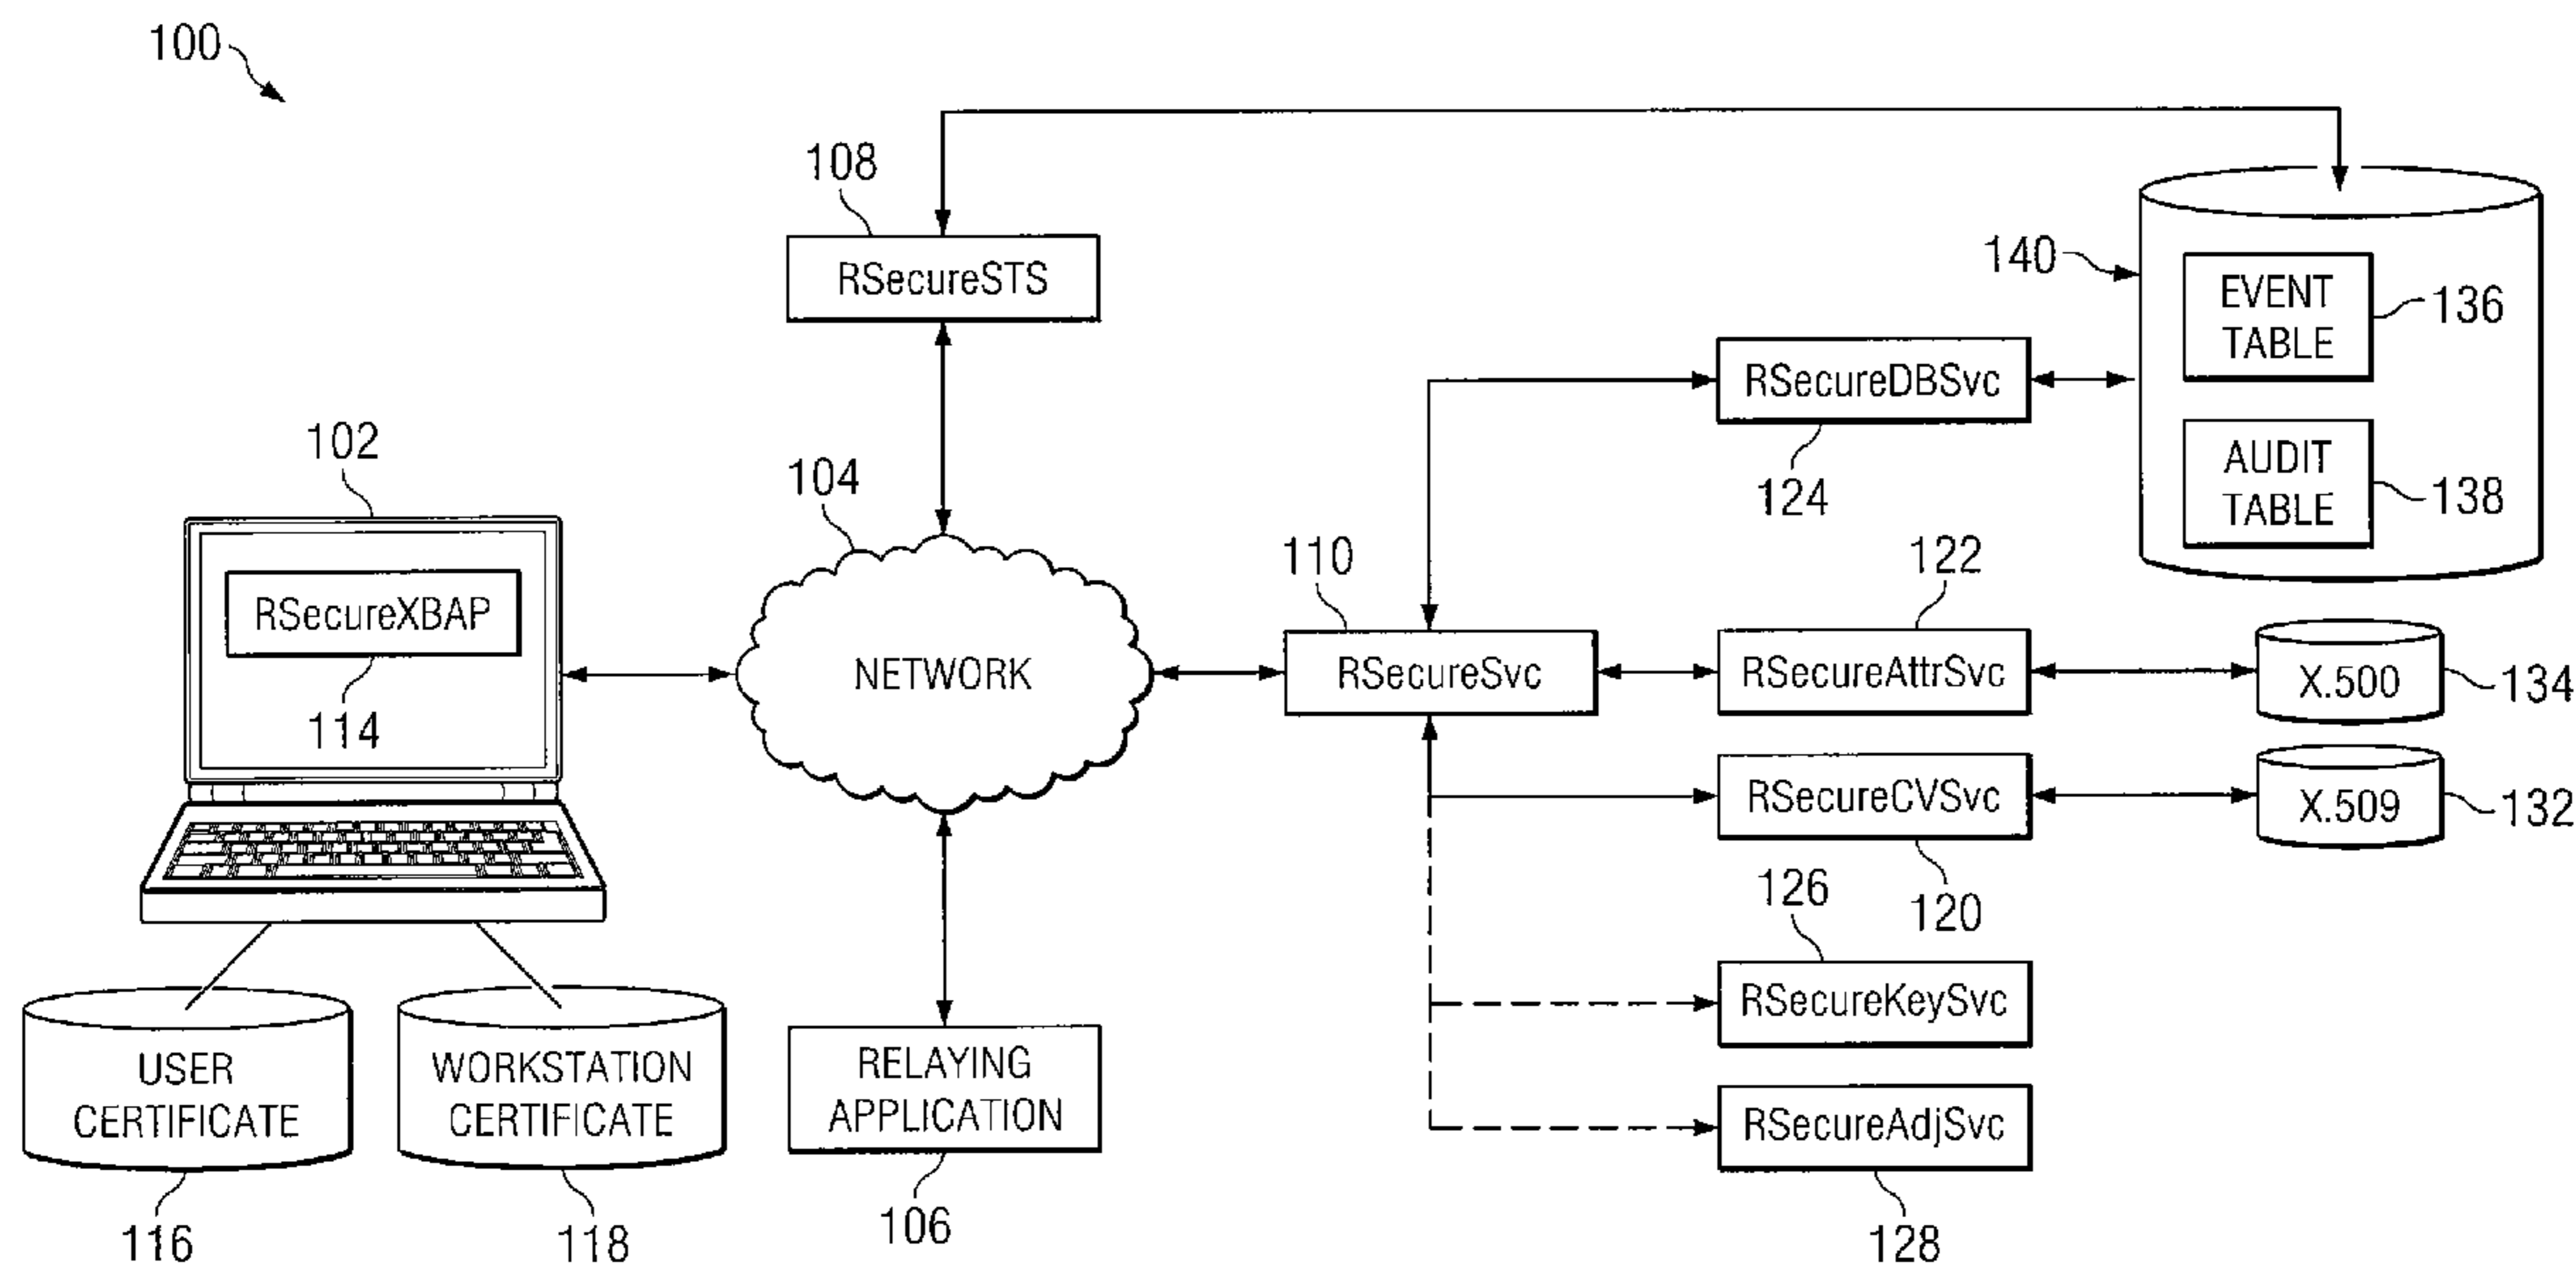 100
108
RSecureSTS
140
EVENT
TABLE
136
RSecureDBSvc
124
AUDIT
TABLE
138
102
RSecureXBAP
114
104
NETWORK
110
RSecureSvc
122
RSecureAttrSvc
X.500
134
RSecureCVSvc
120
X.509
132
126
RSecureKeySvc
RSecureAdjSvc
128
USER
CERTIFICATE
116
WORKSTATION
CERTIFICATE
118
RELAYING
APPLICATION
106